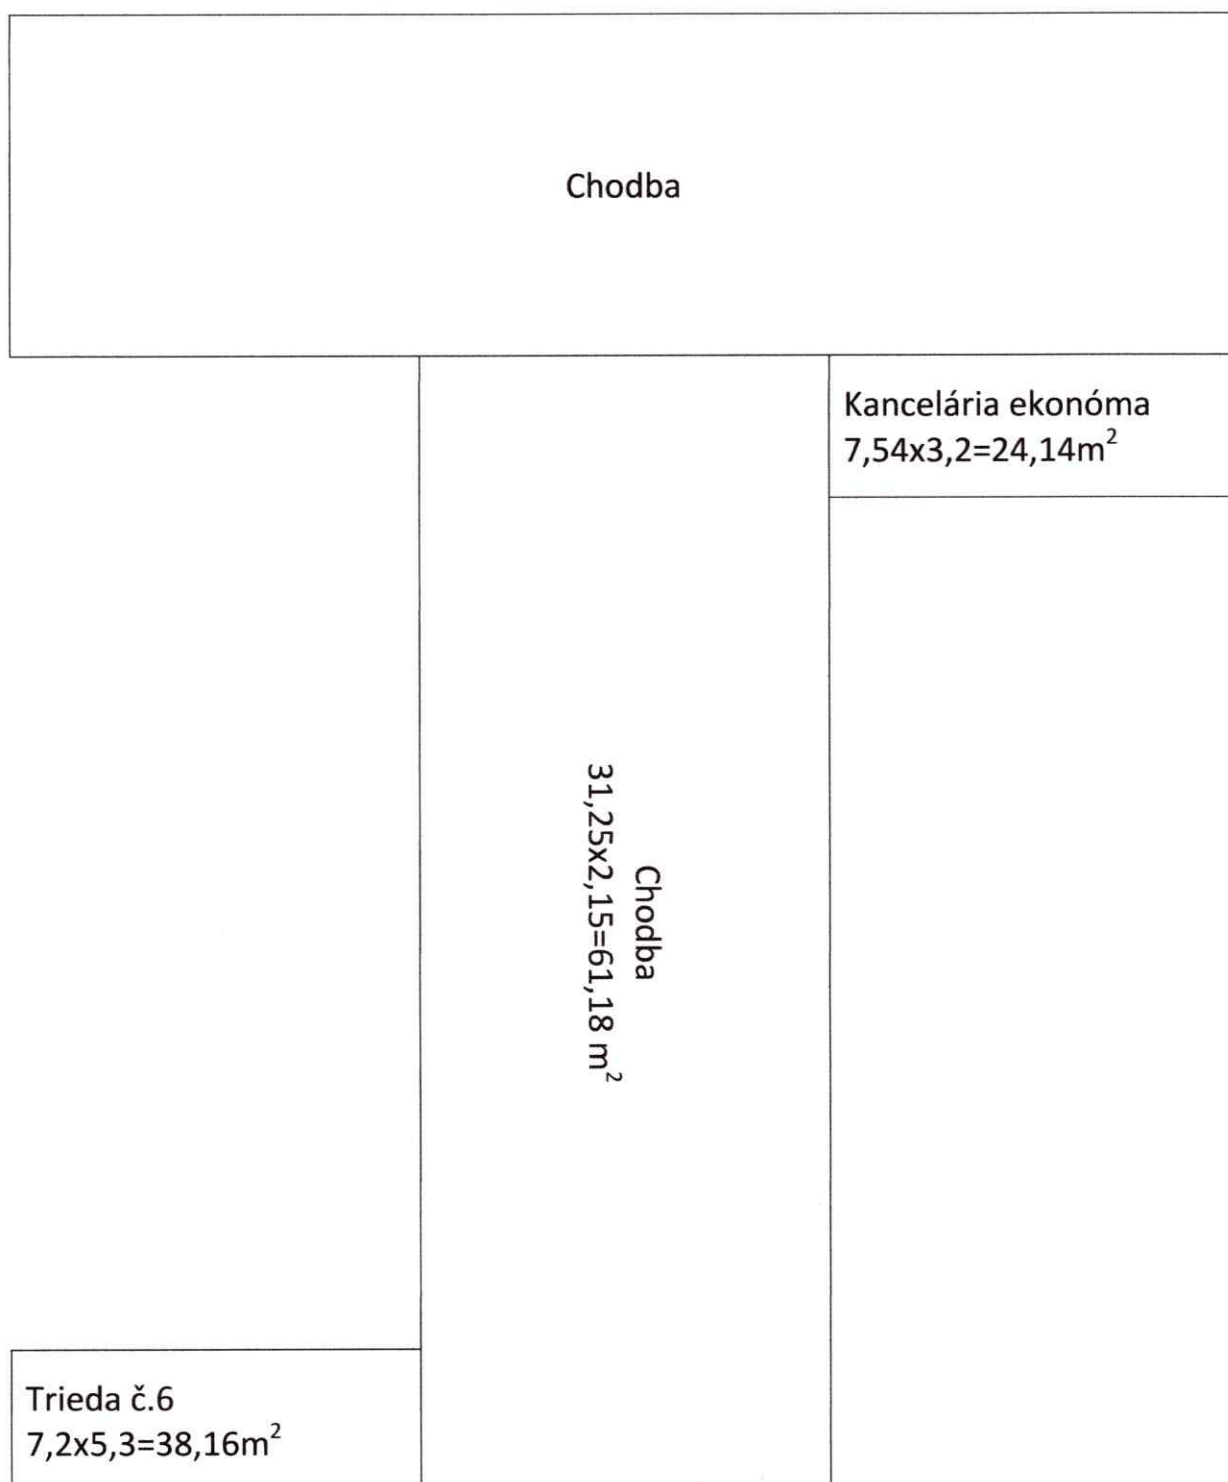 Chodba
Kancelária ekonóma
7,54x3,2=24,14m²
Chodba
31,25x2,15=61,18 m²
Trieda č.6
7,2x5,3=38,16m²